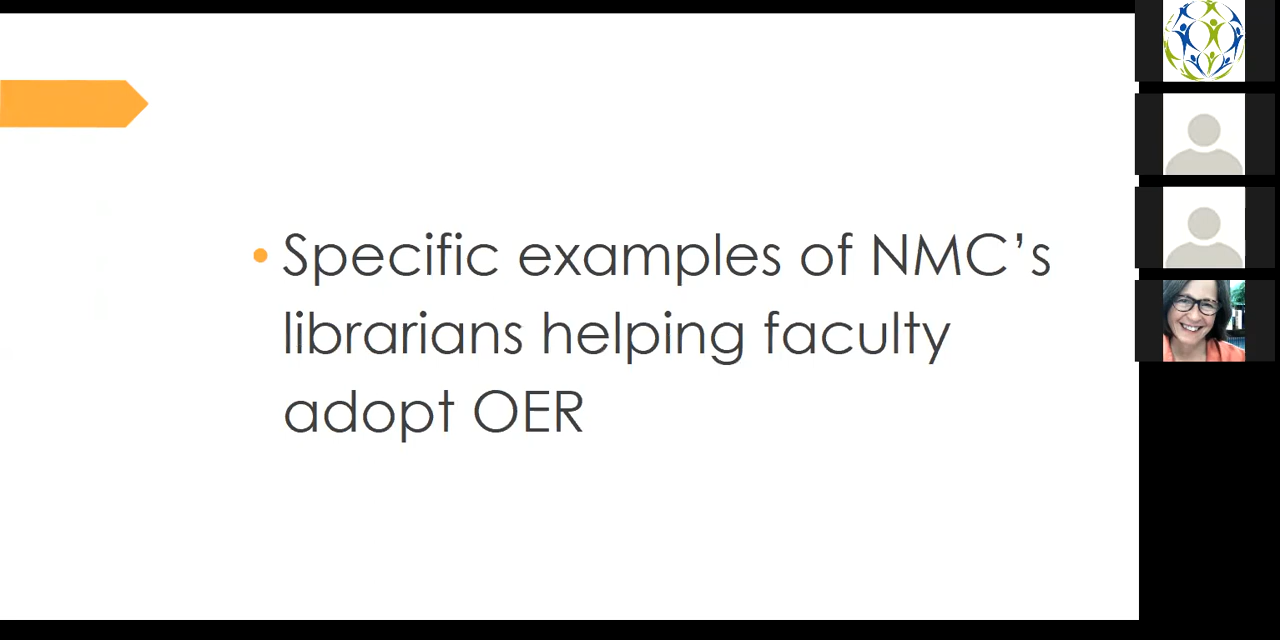 • Specific examples of NMC’s
librarians helping faculty
adopt OER